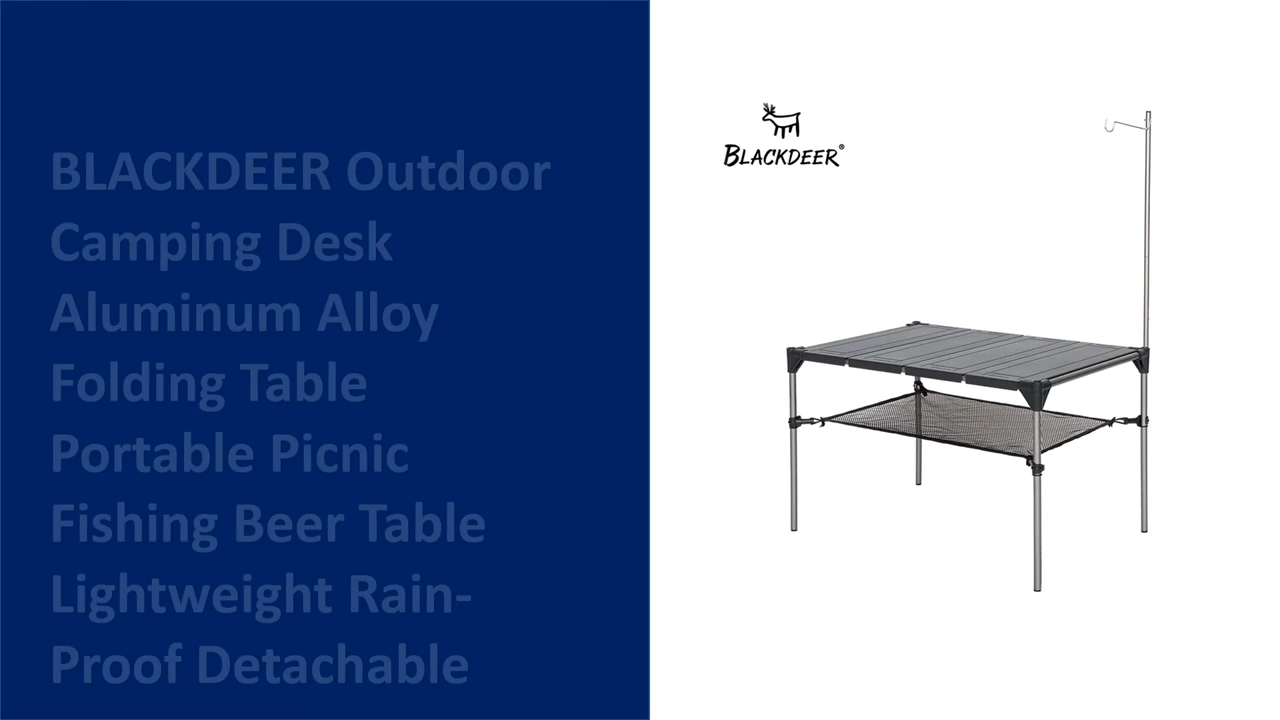 BLACKDEER Outdoor
Camping Desk
Aluminum Alloy
Folding Table
Portable Picnic
Fishing Beer Table
Lightweight Rain-
Proof Detachable
BLACKDEER®